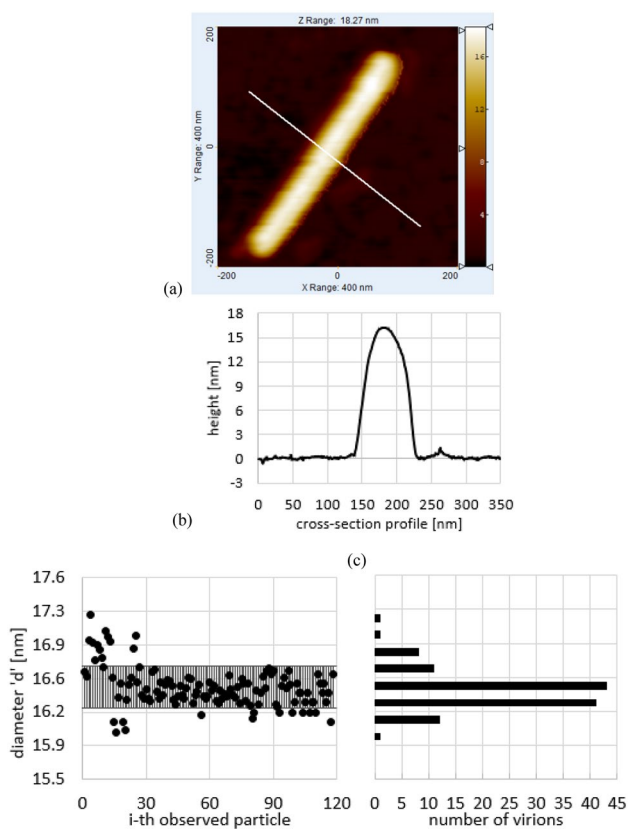 Z Range: 18.27 nm
200
0
-200
Y Range: 400 nm
-200
0
200
X Range: 400 nm
16
12
8
4
(a)
18
15
12
9
6
3
0
-3
height [nm]
0 50 100 150 200 250 300 350
cross-section profile [nm]
(b)
(c)
17.6
17.3
16.9
16.6
16.2
15.9
15.5
diameter 'd' [nm]
0 30 60 90 120
i-th observed particle
0 5 10 15 20 25 30 35 40 45
number of virions